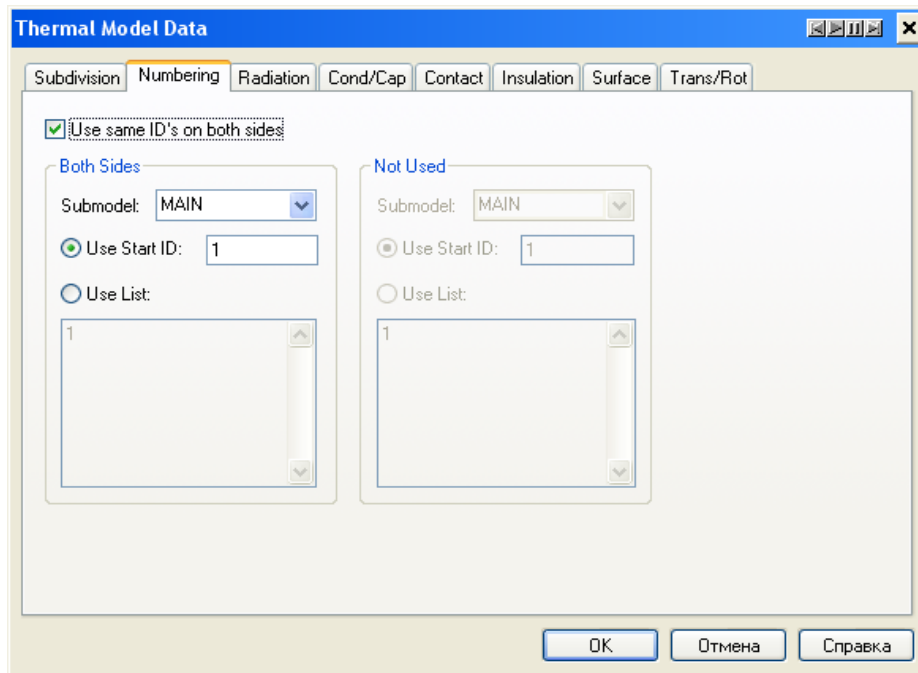 Thermal Model Data
Subdivision Numbering Radiation Cond/Cap Contact Insulation Surface Trans/Rot
Use same ID's on both sides
Both Sides Not Used
Submodel: MAIN Submodel: MAIN
Use Start ID: 1 Use Start ID: 1
Use List: Use List:
1 1
OK Отмена Справка